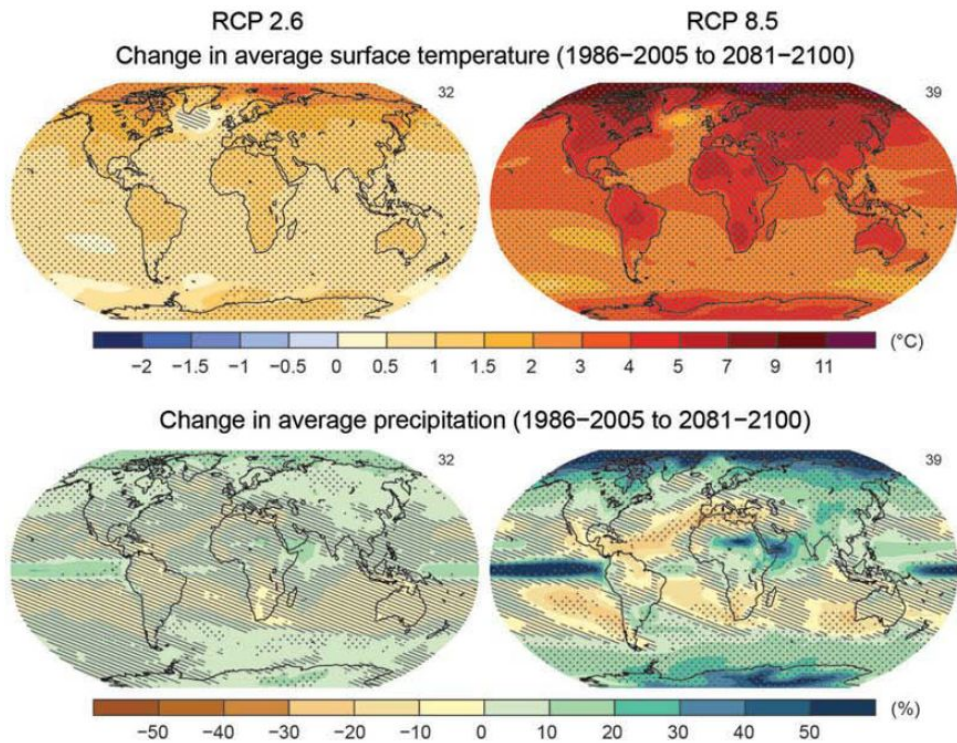 RCP 2.6 RCP 8.5
Change in average surface temperature (1986−2005 to 2081−2100)
32 39
−2 −1.5 −1 −0.5 0 0.5 1 1.5 2 3 4 5 7 9 11 (°C)
Change in average precipitation (1986−2005 to 2081−2100)
32 39
−50 −40 −30 −20 −10 0 10 20 30 40 50 (%)